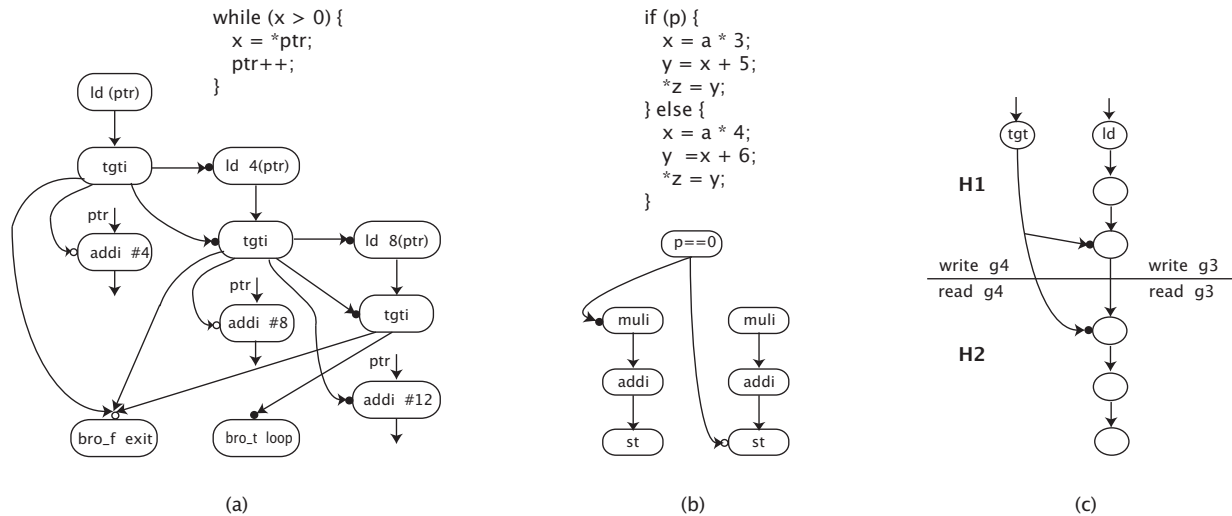 while (x > 0) {
x = *ptr;
ptr++;
}
ld (ptr)
tgti
ld 4(ptr)
ptr
addi #4
tgti
ld 8(ptr)
ptr
addi #8
tgti
ptr
addi #12
bro_f exit
bro_t loop
(a)
if (p) {
x = a * 3;
y = x + 5;
*z = y;
} else {
x = a * 4;
y =x + 6;
*z = y;
}
p==0
muli
muli
addi
addi
st
st
(b)
tgt
ld
H1
write g4
write g3
read g4
read g3
H2
(c)